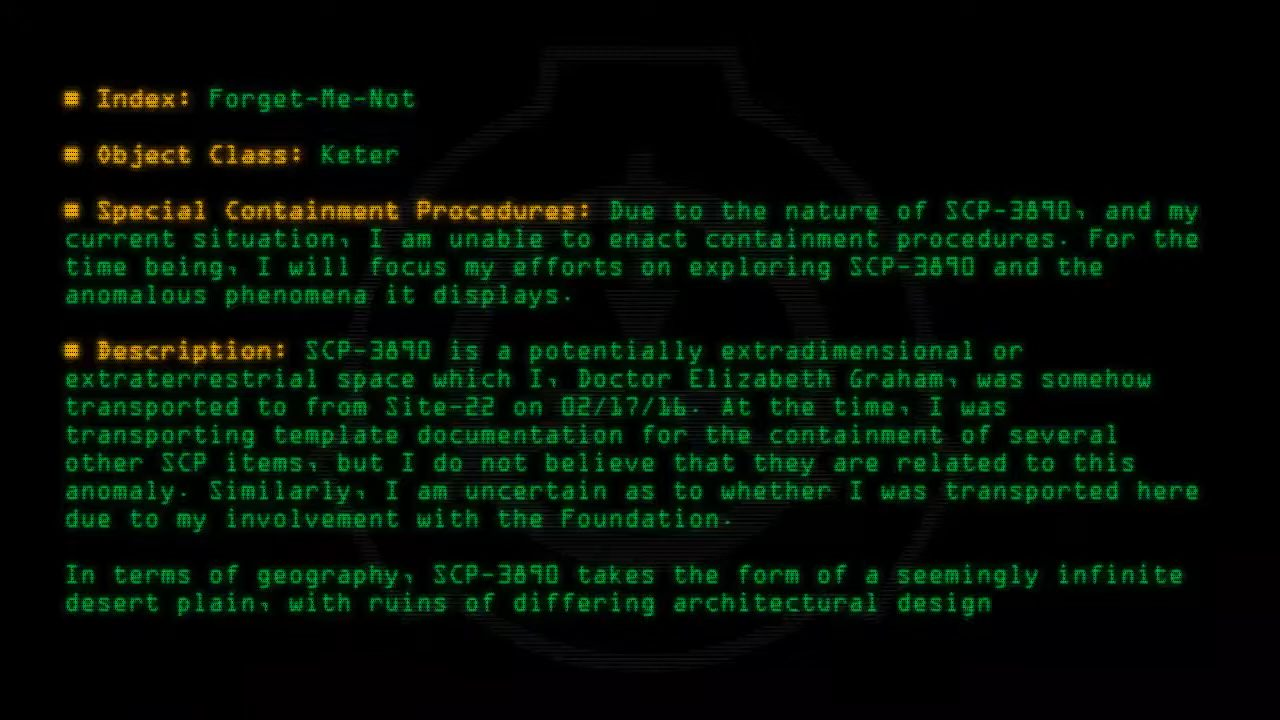 ■ Index: Forget-Me-Not
■ Object Class: Keter
■ Special Containment Procedures: Due to the nature of SCP-3890, and my
current situation, I am unable to enact containment procedures. For the
time being, I will focus my efforts on exploring SCP-3890 and the
anomalous phenomena it displays.
■ Description: SCP-3890 is a potentially extradimensional or
extraterrestrial space which I, Doctor Elizabeth Graham, was somehow
transported to from Site-22 on 02/17/16. At the time, I was
transporting template documentation for the containment of several
other SCP items, but I do not believe that they are related to this
anomaly. Similarly, I am uncertain as to whether I was transported here
due to my involvement with the Foundation.
In terms of geography, SCP-3890 takes the form of a seemingly infinite
desert plain, with ruins of differing architectural design